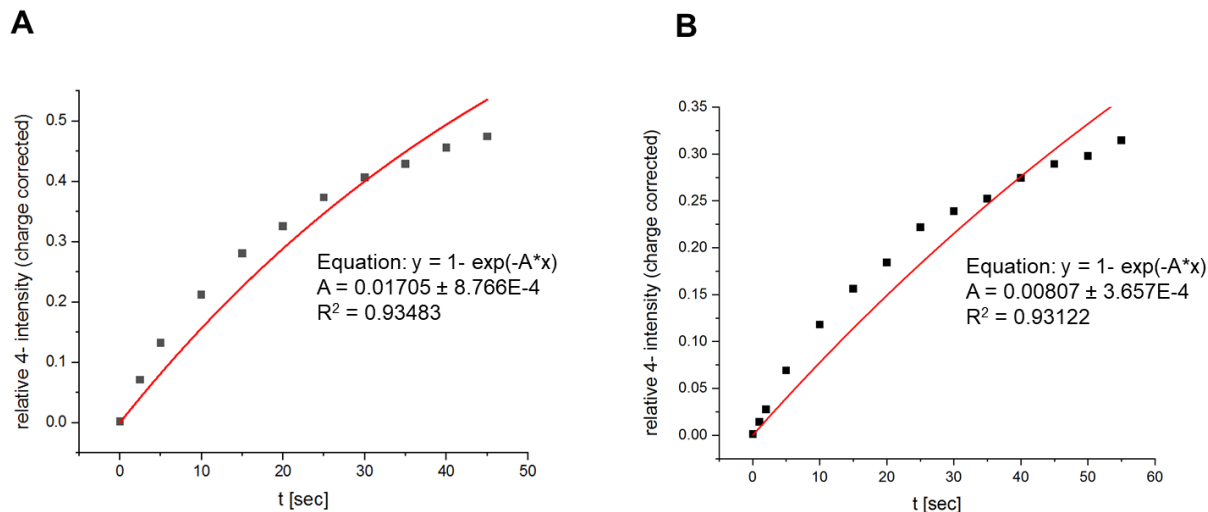 A
relative 4- intensity (charge corrected)
0.5
0.4
0.3
0.2
0.1
0.0
Equation: y = 1- exp(-A*x)
A = 0.01705 ± 8.766E-4
R² = 0.93483
0 10 20 30 40 50
t [sec]
B
relative 4- intensity (charge corrected)
0.35
0.30
0.25
0.20
0.15
0.10
0.05
0.00
Equation: y = 1- exp(-A*x)
A = 0.00807 ± 3.657E-4
R² = 0.93122
0 10 20 30 40 50 60
t [sec]